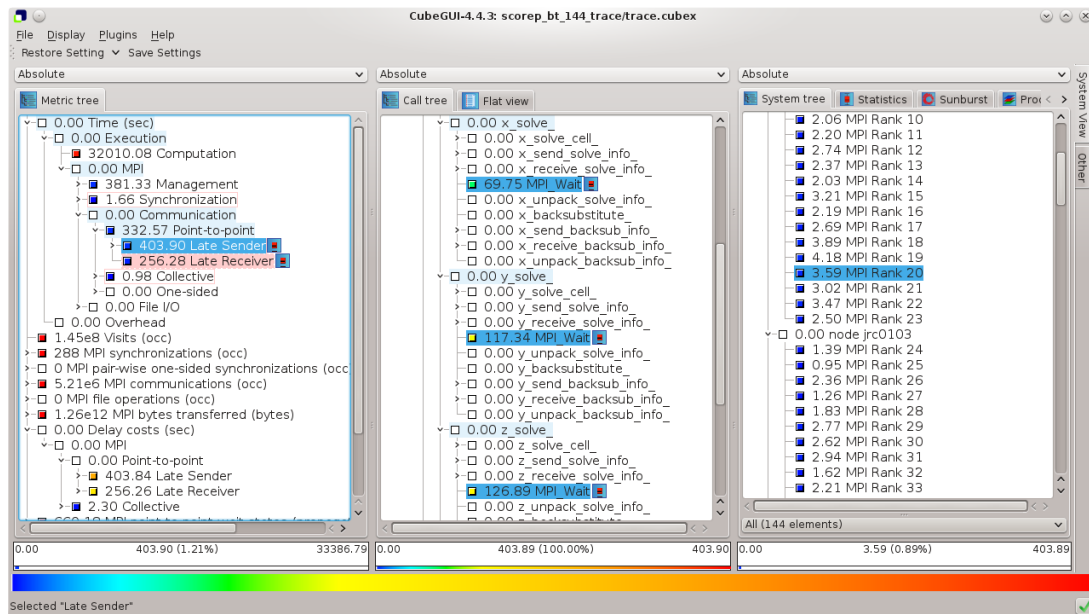 CubeGUI-4.4.3: scorep_bt_144_trace/trace.cubex
File Display Plugins Help
Restore Setting Save Settings
Absolute
Metric tree
0.00 Time (sec)
0.00 Execution
32010.08 Computation
0.00 MPI
381.33 Management
1.66 Synchronization
0.00 Communication
332.57 Point-to-point
403.90 Late Sender
256.28 Late Receiver
0.98 Collective
0.00 One-sided
0.00 File I/O
0.00 Overhead
1.45e8 Visits (occ)
288 MPI synchronizations (occ)
0 MPI pair-wise one-sided synchronizations (occ
5.21e6 MPI communications (occ)
0 MPI file operations (occ)
1.26e12 MPI bytes transferred (bytes)
0.00 Delay costs (sec)
0.00 MPI
0.00 Point-to-point
403.84 Late Sender
256.26 Late Receiver
2.30 Collective
0.00 403.90 (1.21%) 33386.79
Absolute
Call tree Flat view
0.00 x_solve_
0.00 x_solve_cell_
0.00 x_send_solve_info_
0.00 x_receive_solve_info_
69.75 MPI_Wait
0.00 x_unpack_solve_info_
0.00 x_backsubstitute_
0.00 x_send_backsub_info_
0.00 x_receive_backsub_info_
0.00 x_unpack_backsub_info_
0.00 y_solve_
0.00 y_solve_cell_
0.00 y_send_solve_info_
0.00 y_receive_solve_info_
117.34 MPI_Wait
0.00 y_unpack_solve_info_
0.00 y_backsubstitute_
0.00 y_send_backsub_info_
0.00 y_receive_backsub_info_
0.00 y_unpack_backsub_info_
0.00 z_solve_
0.00 z_solve_cell_
0.00 z_send_solve_info_
0.00 z_receive_solve_info_
126.89 MPI_Wait
0.00 z_unpack_solve_info_
0.00 403.89 (100.00%) 403.90
Absolute
System tree Statistics Sunburst Proc
2.06 MPI Rank 10
2.20 MPI Rank 11
2.74 MPI Rank 12
2.37 MPI Rank 13
2.03 MPI Rank 14
3.21 MPI Rank 15
2.19 MPI Rank 16
2.69 MPI Rank 17
3.89 MPI Rank 18
4.18 MPI Rank 19
3.59 MPI Rank 20
3.02 MPI Rank 21
3.47 MPI Rank 22
2.50 MPI Rank 23
0.00 node jrc0103
1.39 MPI Rank 24
0.95 MPI Rank 25
2.36 MPI Rank 26
1.26 MPI Rank 27
1.83 MPI Rank 28
2.77 MPI Rank 29
2.62 MPI Rank 30
2.94 MPI Rank 31
1.62 MPI Rank 32
2.21 MPI Rank 33
All (144 elements)
0.00 3.59 (0.89%) 403.89
System View
Other
Selected "Late Sender"